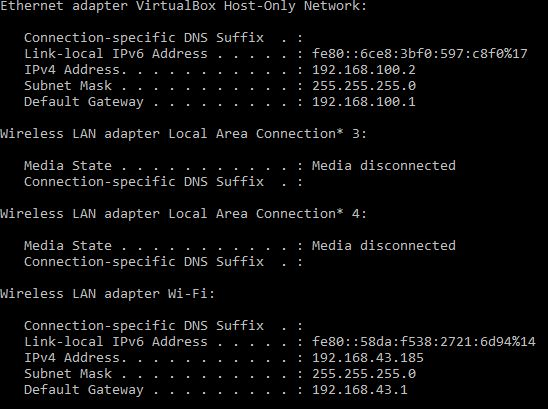 Ethernet adapter VirtualBox Host-Only Network:
Connection-specific DNS Suffix  . :
Link-local IPv6 Address . . . . . : fe80::6ce8:3bf0:597:c8f0%17
IPv4 Address. . . . . . . . . . . : 192.168.100.2
Subnet Mask . . . . . . . . . . . : 255.255.255.0
Default Gateway . . . . . . . . . : 192.168.100.1
Wireless LAN adapter Local Area Connection* 3:
Media State . . . . . . . . . . . : Media disconnected
Connection-specific DNS Suffix  . :
Wireless LAN adapter Local Area Connection* 4:
Media State . . . . . . . . . . . : Media disconnected
Connection-specific DNS Suffix  . :
Wireless LAN adapter Wi-Fi:
Connection-specific DNS Suffix  . :
Link-local IPv6 Address . . . . . : fe80::58da:f538:2721:6d94%14
IPv4 Address. . . . . . . . . . . : 192.168.43.185
Subnet Mask . . . . . . . . . . . : 255.255.255.0
Default Gateway . . . . . . . . . : 192.168.43.1